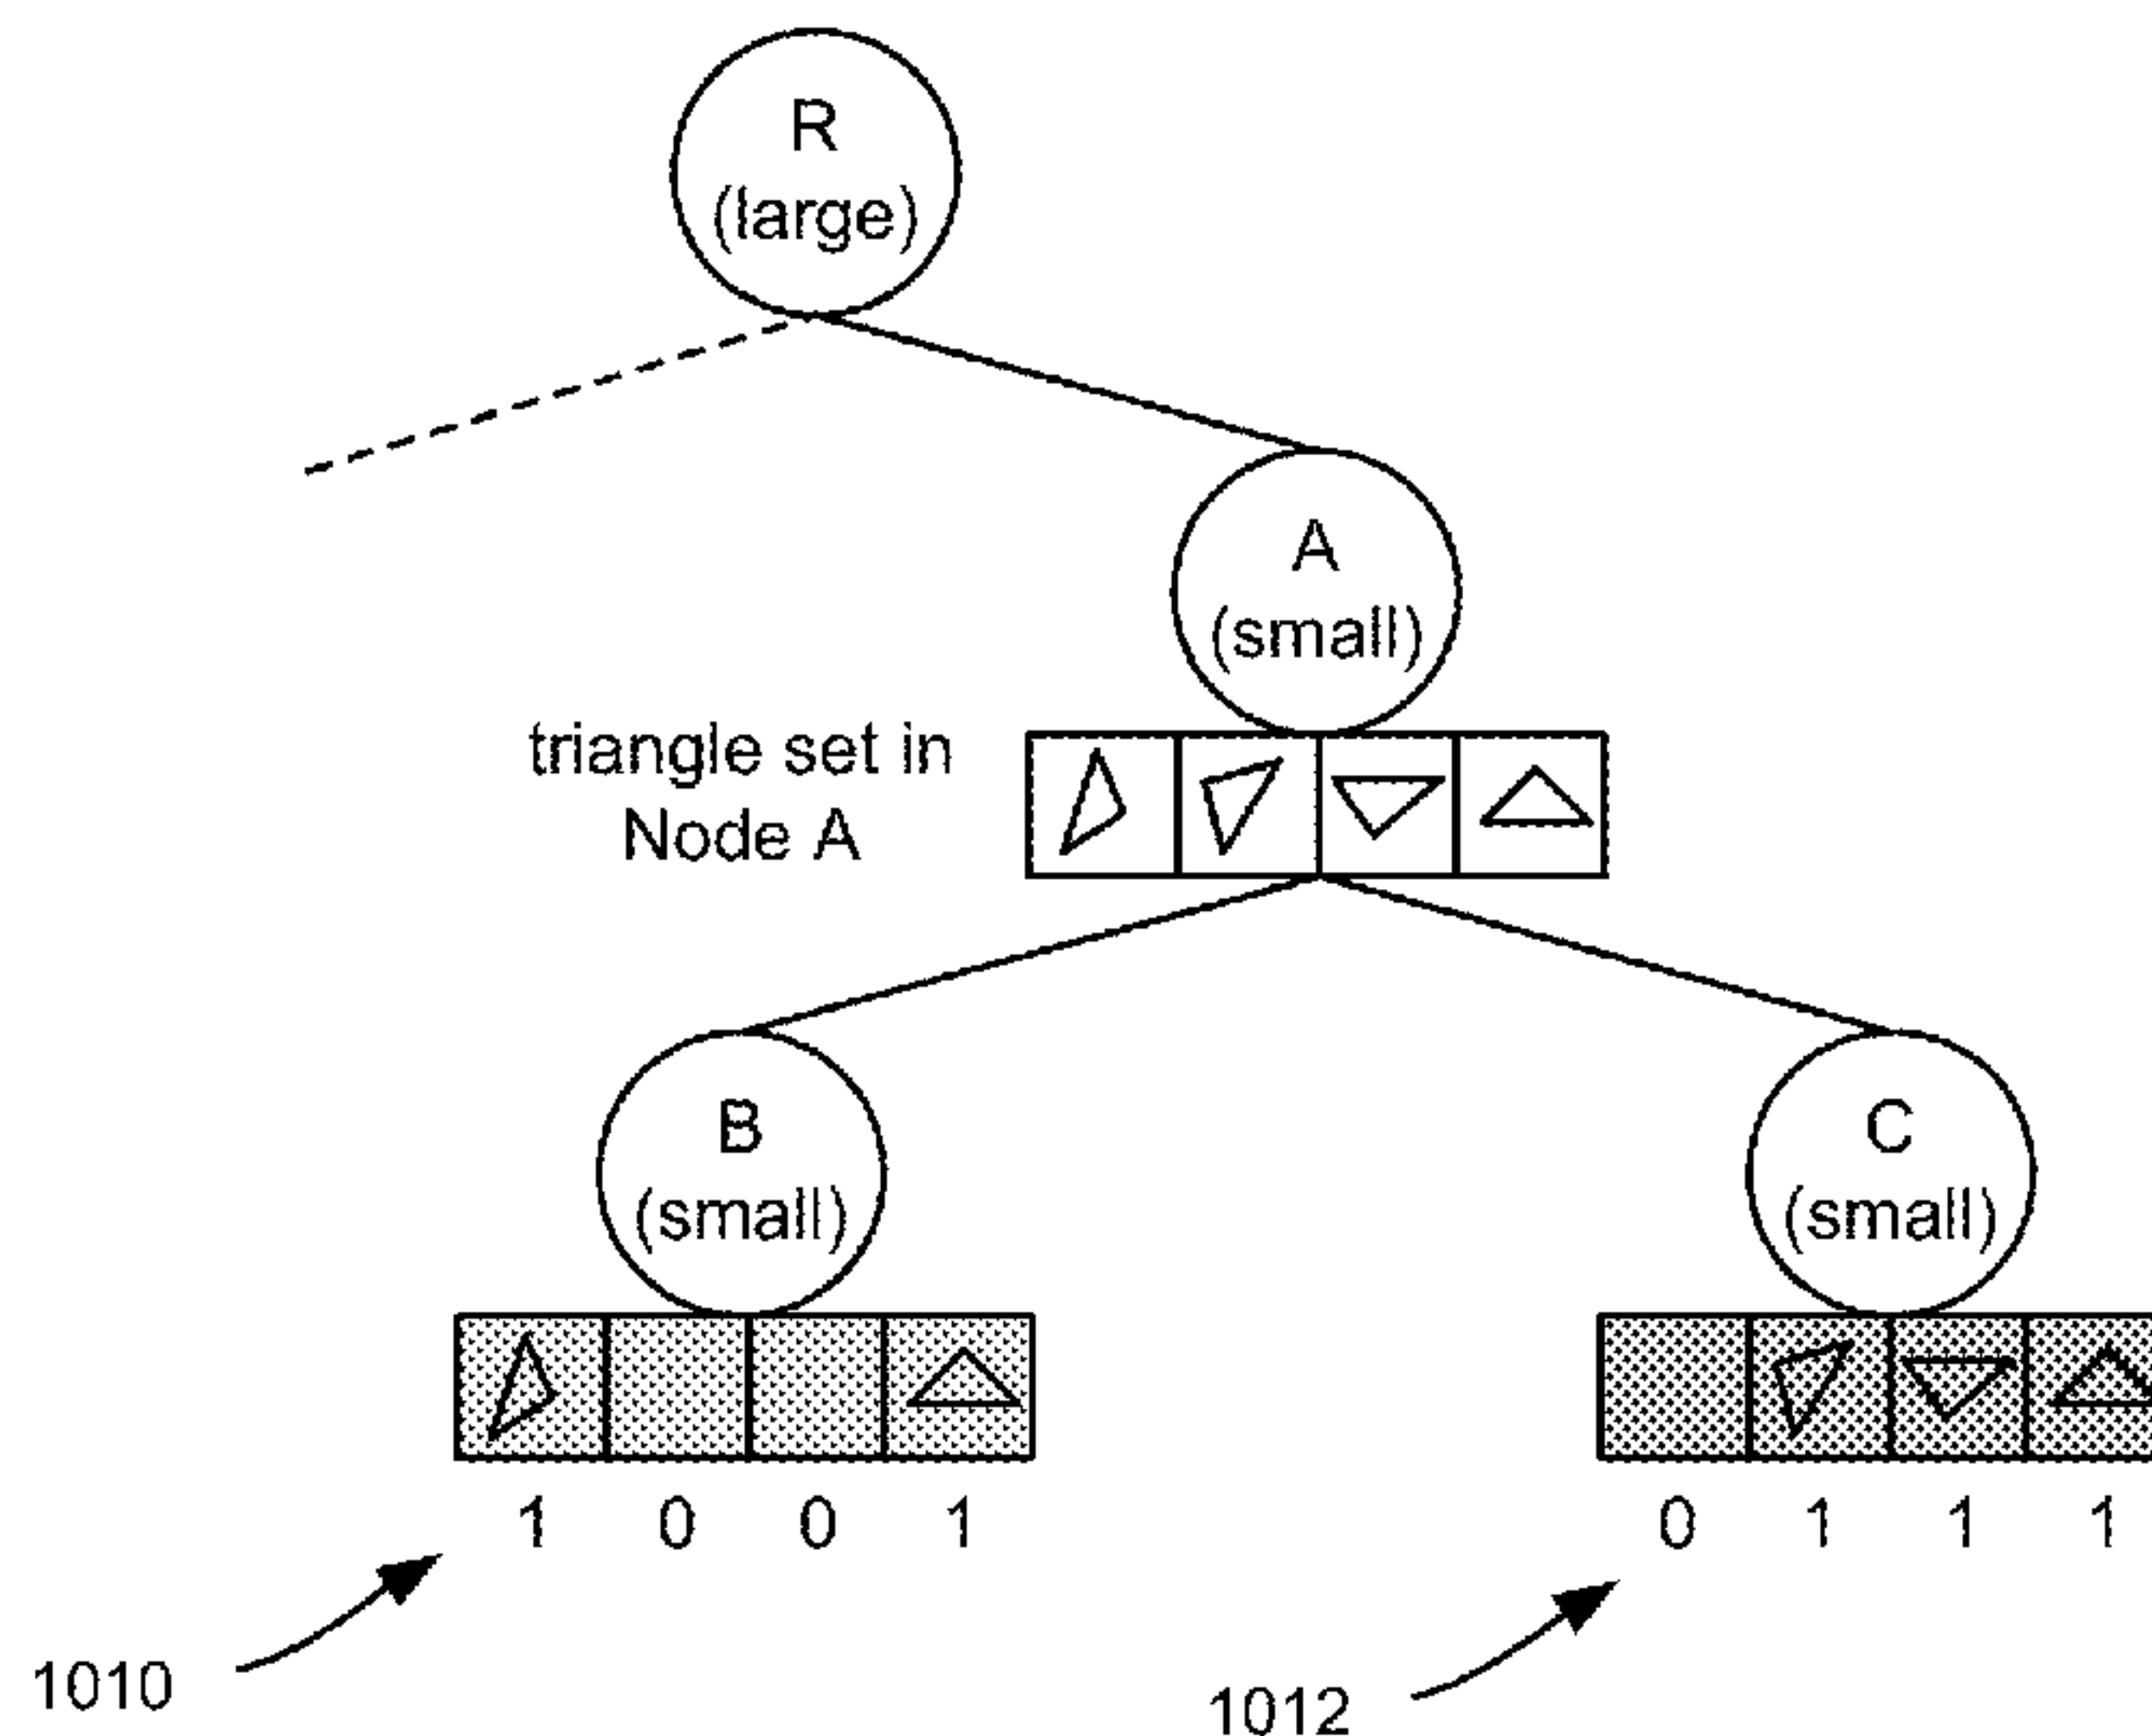 R
(large)
A
(small)
triangle set in
Node A
B
(small)
C
(small)
1 0 0 1
0 1 1 1
1010
1012